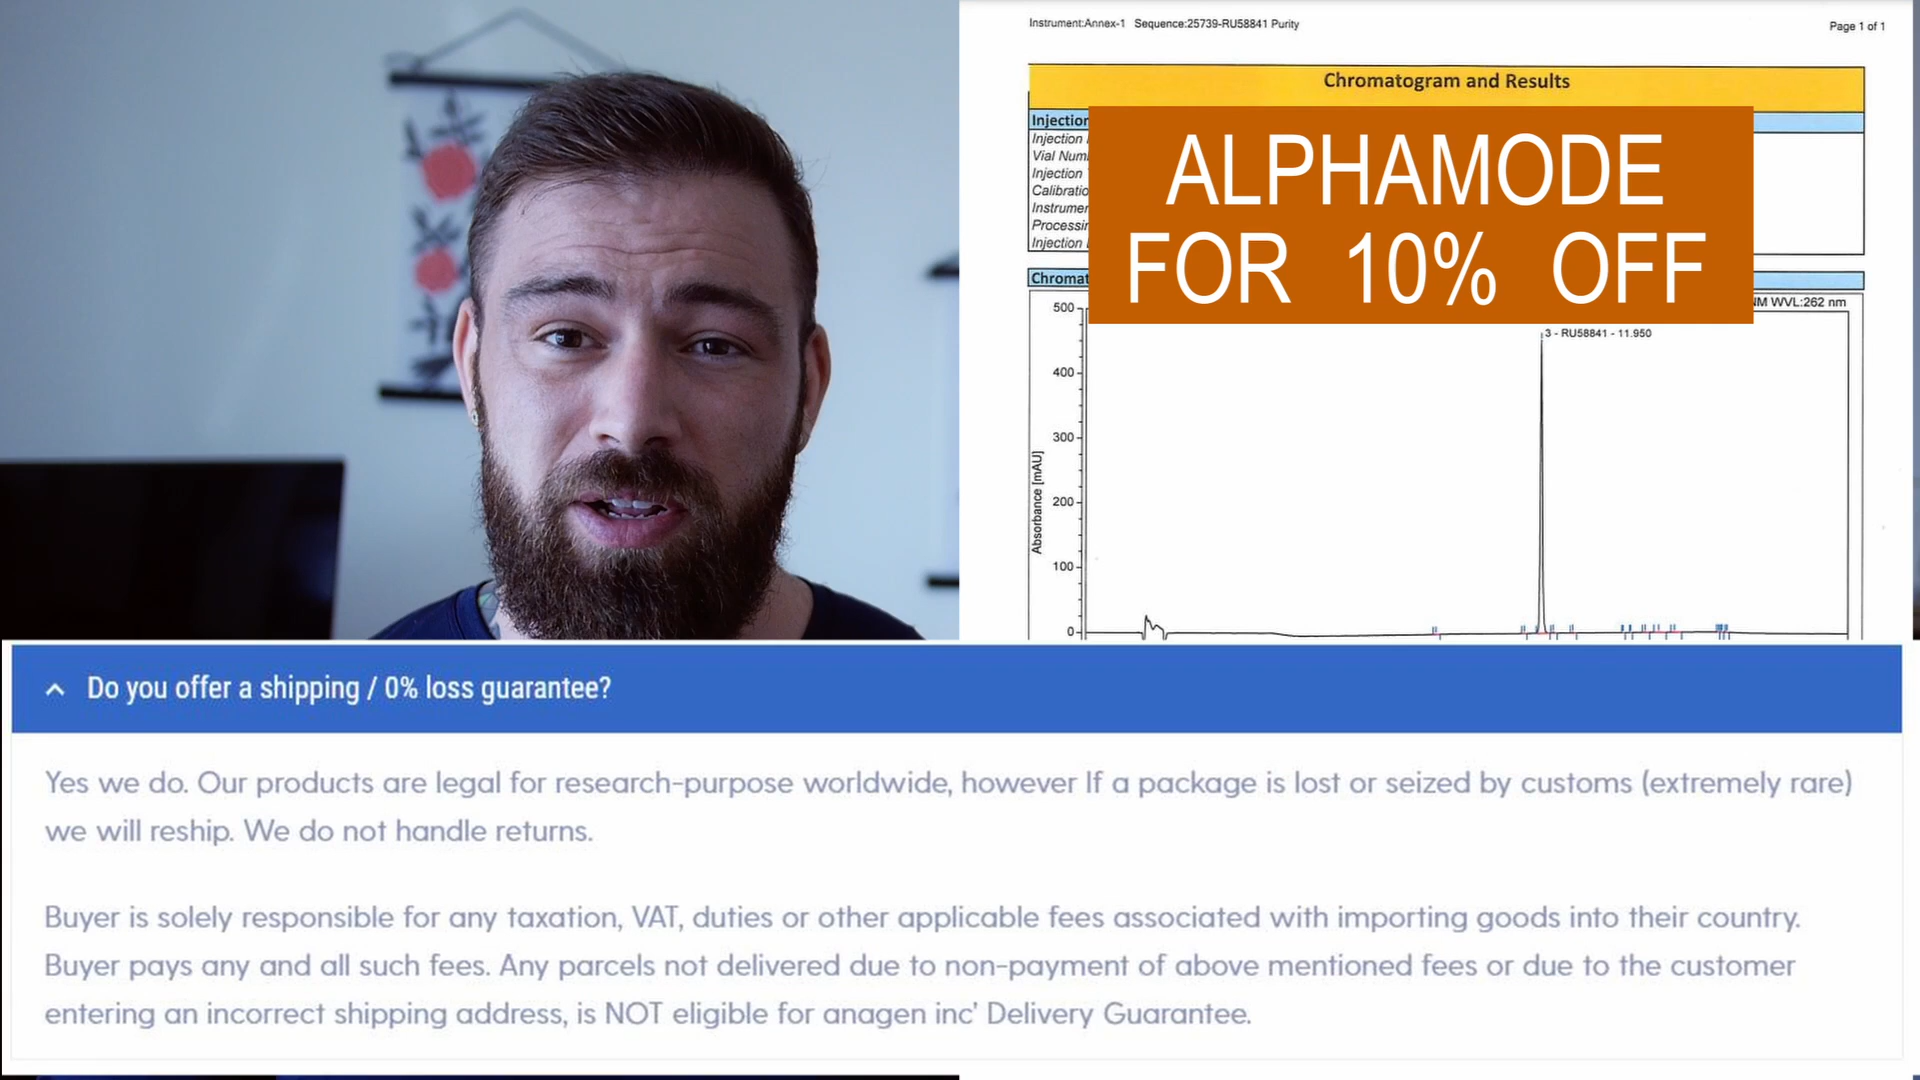 Instrument:Annex-1 Sequence:25739-RU58841 Purity
Page 1 of 1
Chromatogram and Results
Injection
Injection
Vial Num
Injection
Calibratio
Instrumen
Processin
Injection
ALPHAMODE
FOR 10% OFF
Chromat
NM WVL:262 nm
500
400
300
200
100
0
Absorbance [mAU]
3 - RU58841 - 11.950
Do you offer a shipping / 0% loss guarantee?
Yes we do. Our products are legal for research-purpose worldwide, however If a package is lost or seized by customs (extremely rare)
we will reship. We do not handle returns.
Buyer is solely responsible for any taxation, VAT, duties or other applicable fees associated with importing goods into their country.
Buyer pays any and all such fees. Any parcels not delivered due to non-payment of above mentioned fees or due to the customer
entering an incorrect shipping address, is NOT eligible for anagen inc' Delivery Guarantee.